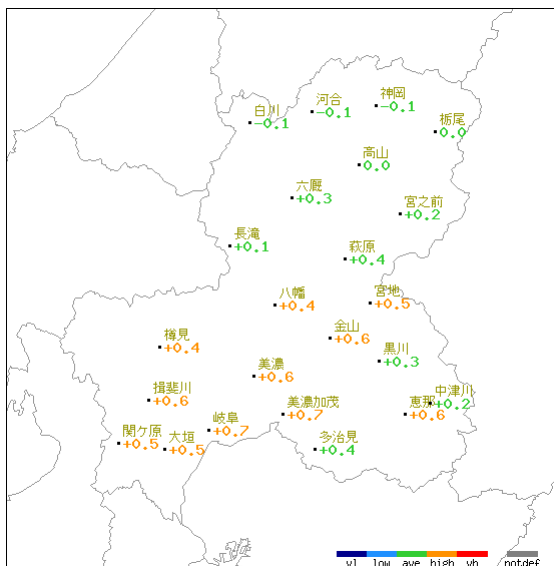 神岡
-0.1
河合
-0.1
白川
-0.1
栃尾
0.0
高山
0.0
六厩
+0.3
宮之前
+0.2
長滝
+0.1
萩原
+0.4
八幡
+0.4
宮地
+0.5
金山
+0.6
樽見
+0.4
黒川
+0.3
美濃
+0.6
揖斐川
+0.6
中津川
+0.2
美濃加茂
+0.7
恵那
+0.6
岐阜
+0.7
関ケ原
+0.5
大垣
+0.5
多治見
+0.4
vl low ave high vh notdef